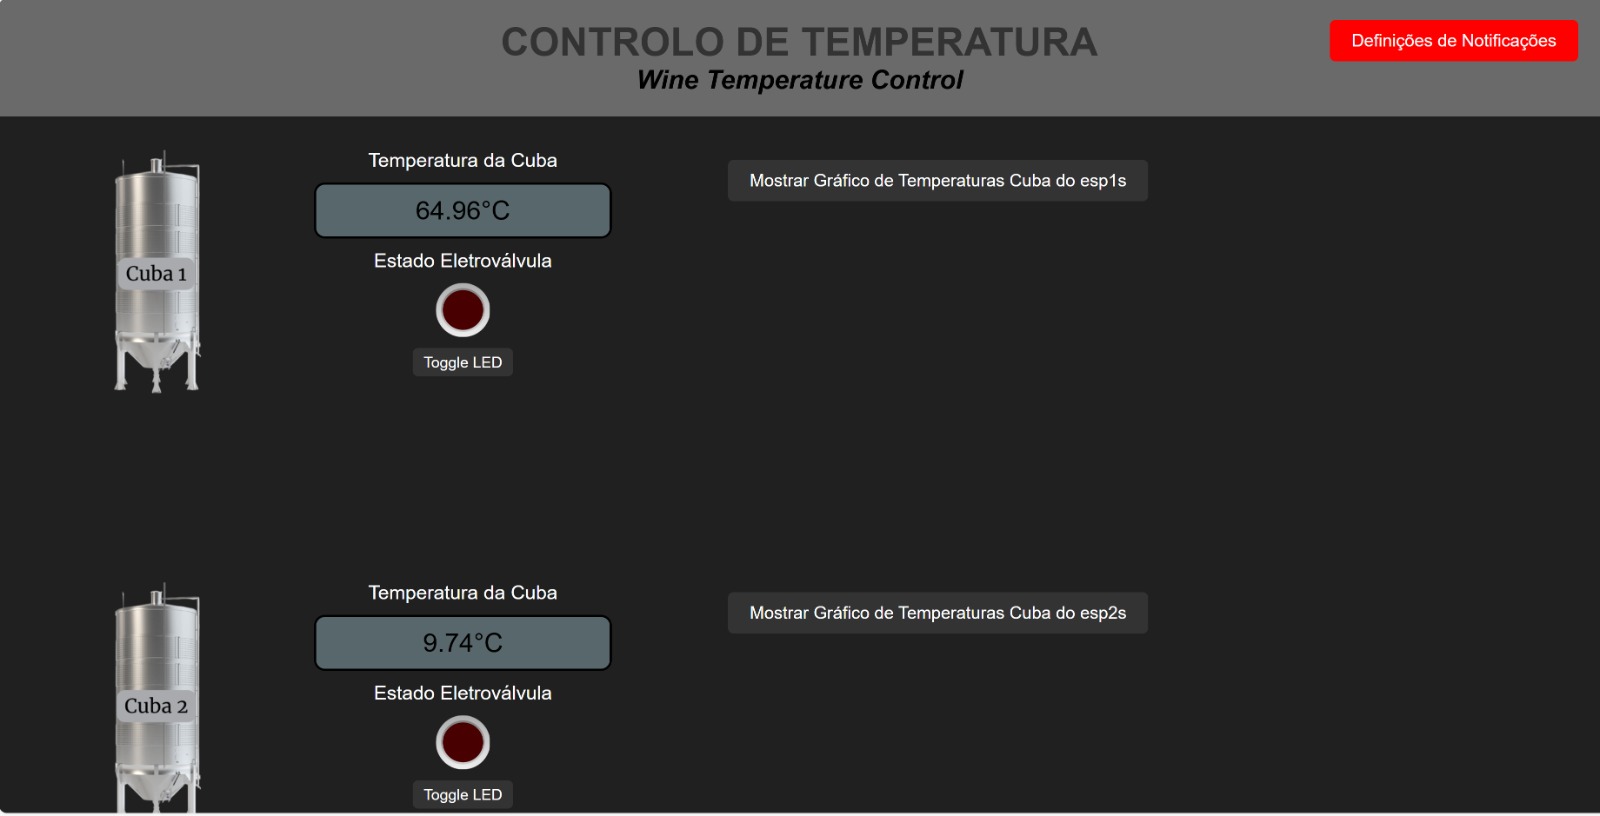 CONTROLO DE TEMPERATURA
Wine Temperature Control
Definições de Notificações
Temperatura da Cuba
64.96°C
Estado Eletroválvula
Toggle LED
Cuba 1
Mostrar Gráfico de Temperaturas Cuba do esp1s
Temperatura da Cuba
9.74°C
Estado Eletroválvula
Toggle LED
Cuba 2
Mostrar Gráfico de Temperaturas Cuba do esp2s